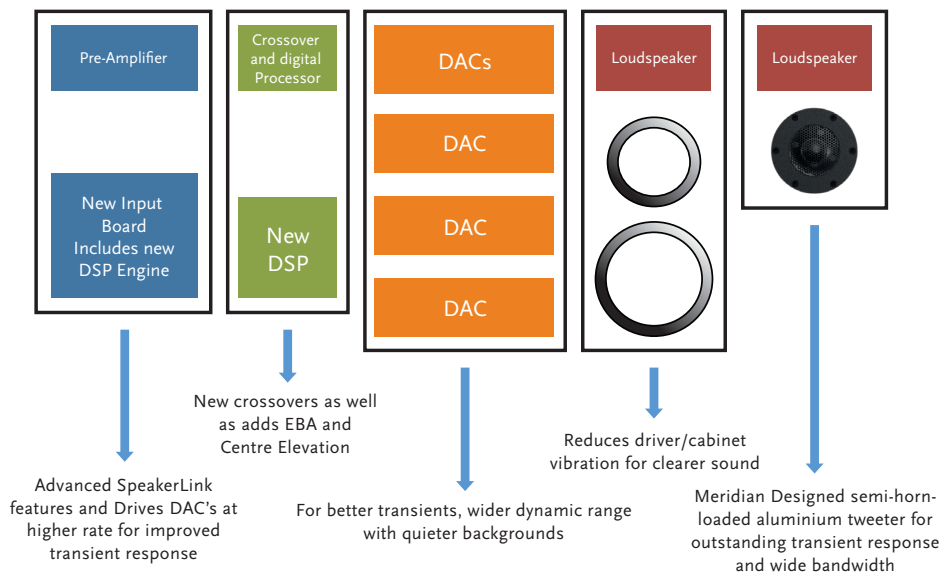 Pre-Amplifier
New Input
Board
Includes new
DSP Engine
Advanced SpeakerLink
features and Drives DAC's at
higher rate for improved
transient response
Crossover
and digital
Processor
New
DSP
New crossovers as well
as adds EBA and
Centre Elevation
DACs
DAC
DAC
DAC
For better transients, wider dynamic range
with quieter backgrounds
Loudspeaker
Reduces driver/cabinet
vibration for clearer sound
Loudspeaker
Meridian Designed semi-horn-
loaded aluminium tweeter for
outstanding transient response
and wide bandwidth